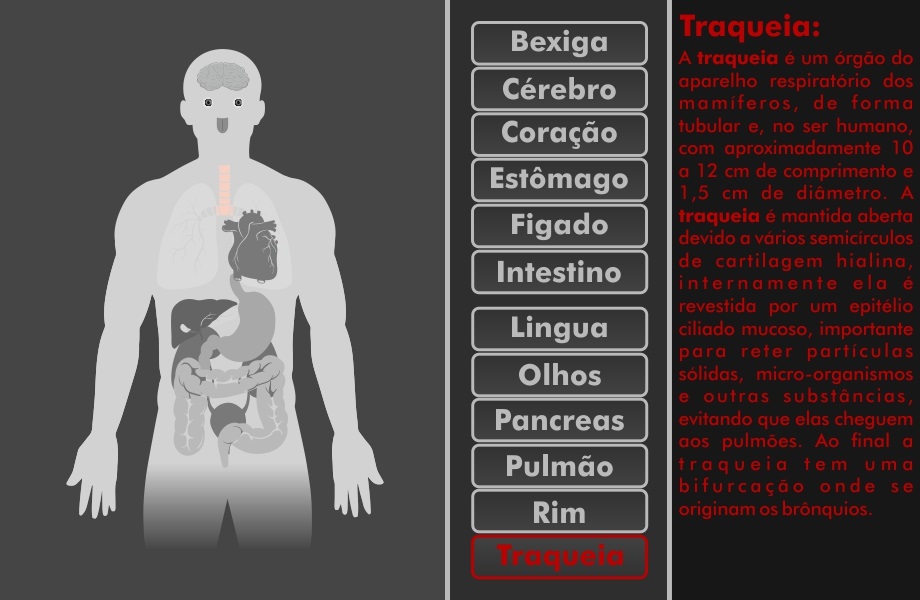 Bexiga
Cérebro
Coração
Estômago
Figado
Intestino
Lingua
Olhos
Pancreas
Pulmão
Rim
Traqueia
Traqueia:
A traqueia é um órgão do
aparelho respiratório dos
mamíferos, de forma
tubular e, no ser humano,
com aproximadamente 10
a 12 cm de comprimento e
1,5 cm de diâmetro. A
traqueia é mantida aberta
devido a vários semicírculos
de cartilagem hialina,
internamente ela é
revestida por um epitélio
ciliado mucoso, importante
para reter partículas
sólidas, micro-organismos
e outras substâncias,
evitando que elas cheguem
aos pulmões. Ao final a
traqueia tem uma
bifurcação onde se
originam os brônquios.